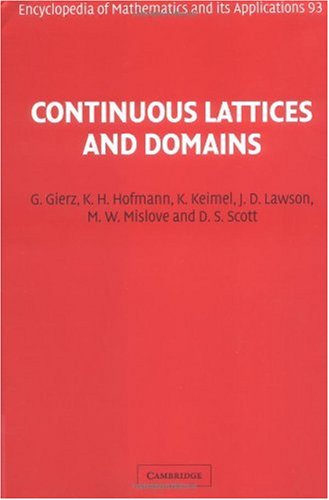 Encyclopedia of Mathematics and its Applications 93
CONTINUOUS LATTICES
AND DOMAINS
G. Gierz, K. H. Hofmann, K. Keimel, J. D. Lawson,
M. W. Mislove and D. S. Scott
CAMBRIDGE